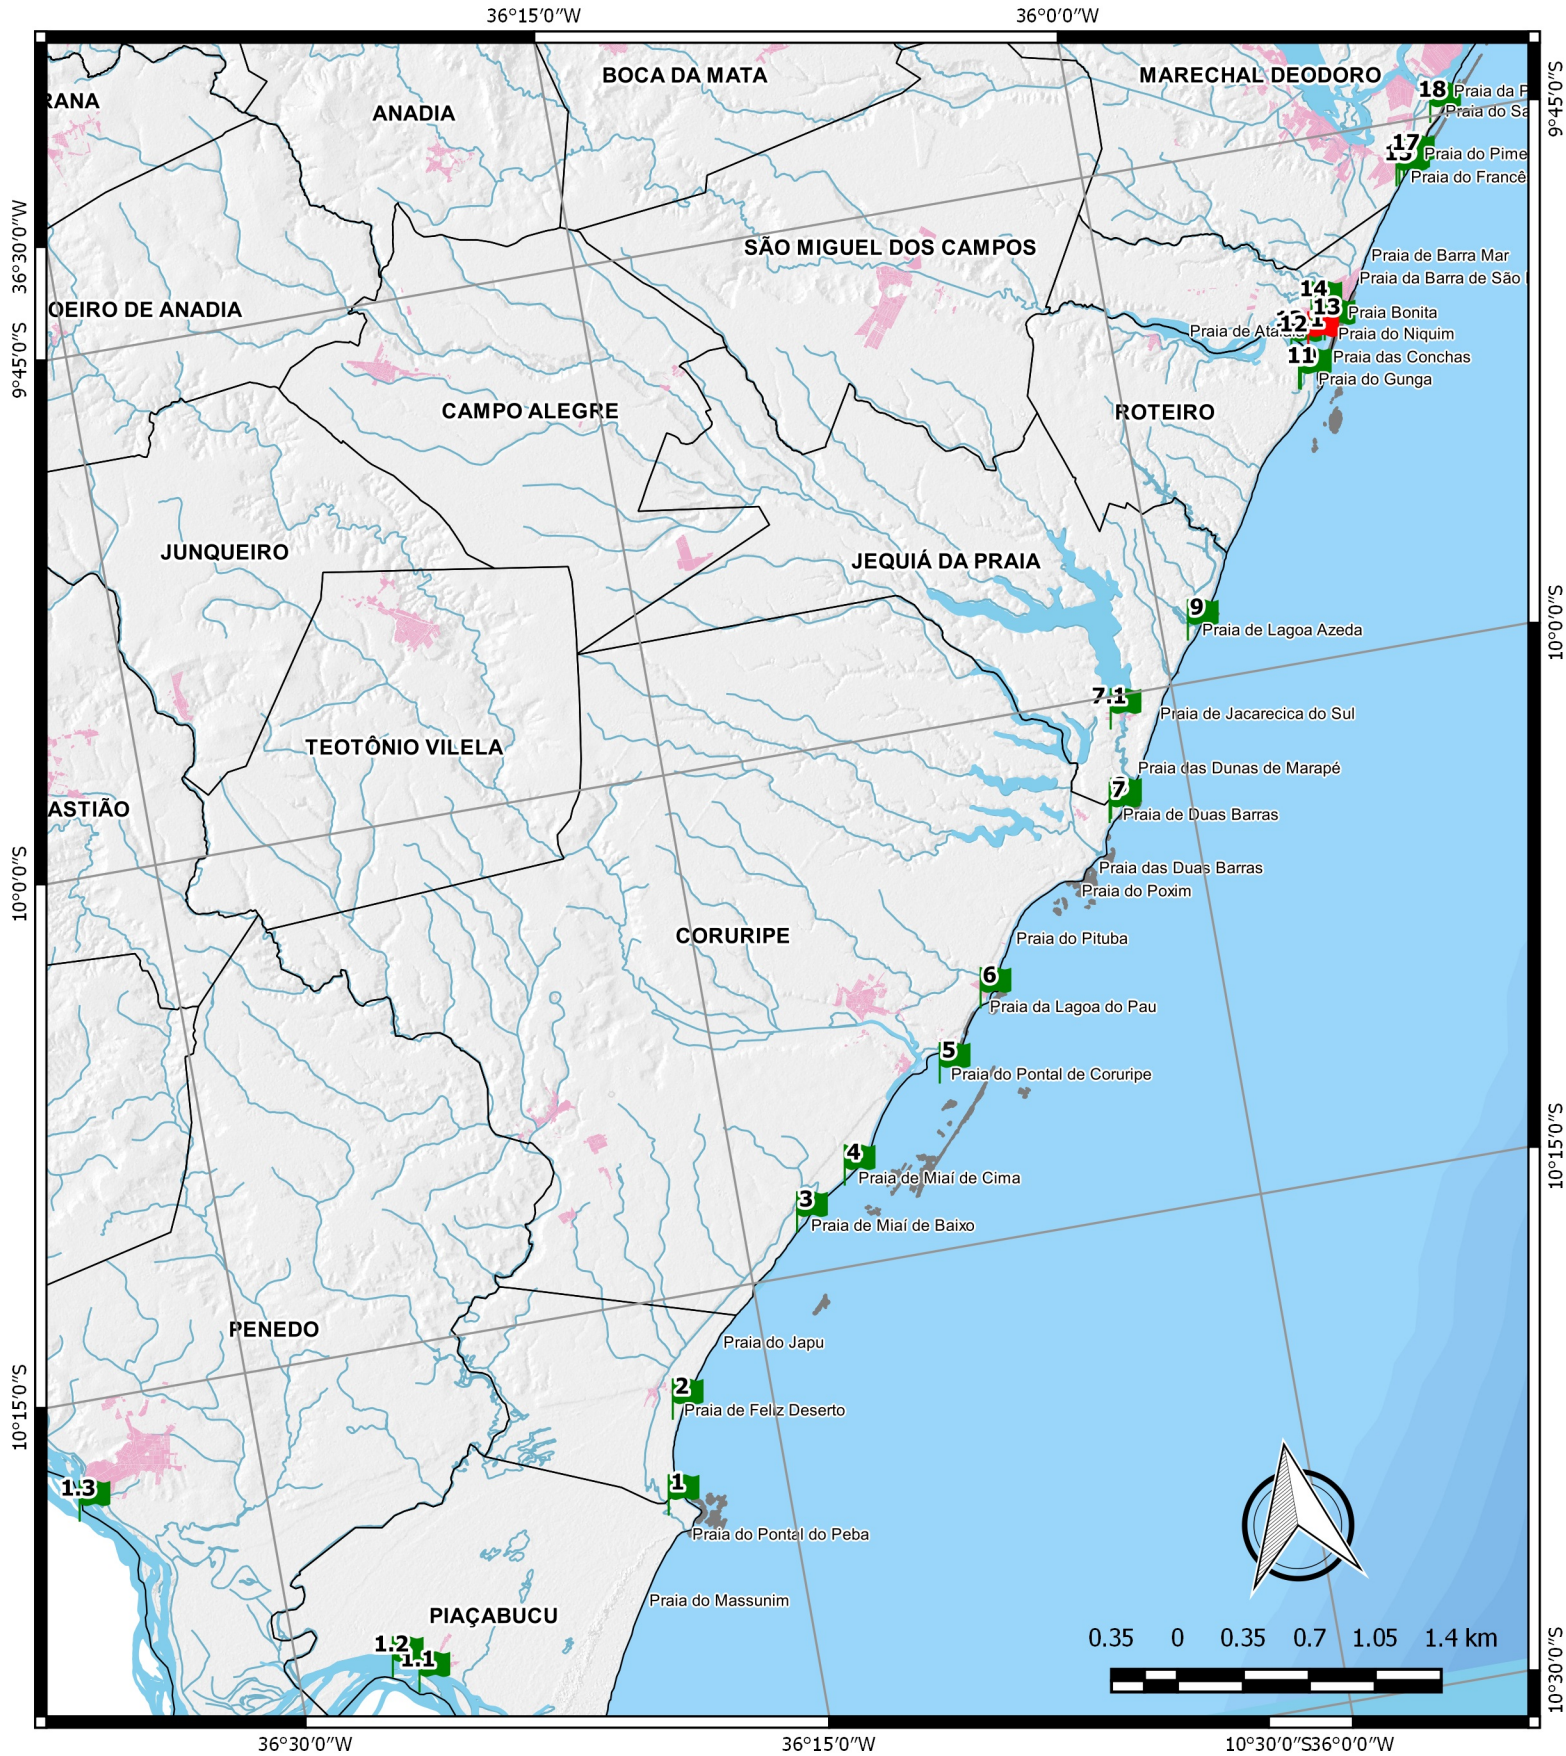 36°15'0"W
36°0'0"W
BOCA DA MATA
MARECHAL DEODORO
RANA
ANADIA
18
Praia da P
Praia do Sa
9°45'0"S
17
Praia do Pime
Praia do Francê
36°30'0"W
SÃO MIGUEL DOS CAMPOS
Praia de Barra Mar
Praia da Barra de São
14
13
OEIRO DE ANADIA
Praia Bonita
12
Praia de Atalaia
Praia do Niquim
9°45'0"S
11
Praia das Conchas
Praia do Gunga
CAMPO ALEGRE
ROTEIRO
JUNQUEIRO
JEQUIÁ DA PRAIA
9
Praia de Lagoa Azeda
10°0'0"S
7.1
Praia de Jacarecica do Sul
TEOTÔNIO VILELA
Praia das Dunas de Marapé
7
ASTIÃO
Praia de Duas Barras
Praia das Duas Barras
10°0'0"S
Praia do Poxim
CORURIPE
Praia do Pituba
6
Praia da Lagoa do Pau
5
Praia do Pontal de Coruripe
4
Praia de Miaí de Cima
10°15'0"S
3
Praia de Miaí de Baixo
PENEDO
Praia do Japu
2
10°15'0"S
Praia de Feliz Deserto
1
1.3
Praia do Pontal do Peba
Praia do Massunim
PIAÇABUCU
1.2
1.1
0.35 0 0.35 0.7 1.05 1.4 km
10°30'0"S
36°30'0"W
36°15'0"W
10°30'0"S
36°0'0"W